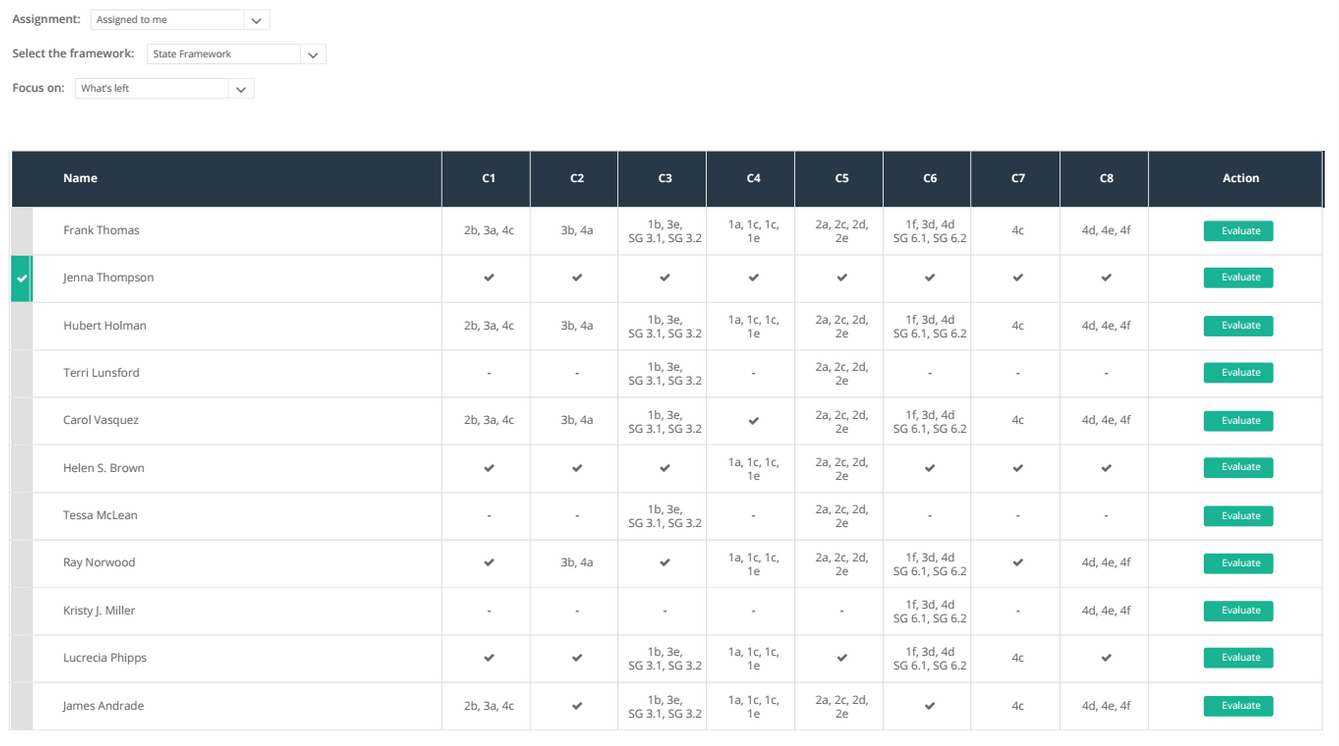 Assignment: Assigned to me
Select the framework: State Framework
Focus on: What's left
Name C1 C2 C3 C4 C5 C6 C7 C8 Action
Frank Thomas 2b, 3a, 4c 3b, 4a 1b, 3e, SG 3.1, SG 3.2 1a, 1c, 1c, 1e 2a, 2c, 2d, 2e 1f, 3d, 4d SG 6.1, SG 6.2 4c 4d, 4e, 4f Evaluate
Jenna Thompson ✔ ✔ ✔ ✔ ✔ ✔ ✔ ✔ Evaluate
Hubert Holman 2b, 3a, 4c 3b, 4a 1b, 3e, SG 3.1, SG 3.2 1a, 1c, 1c, 1e 2a, 2c, 2d, 2e 1f, 3d, 4d SG 6.1, SG 6.2 4c 4d, 4e, 4f Evaluate
Terri Lunsford - - 1b, 3e, SG 3.1, SG 3.2 - 2a, 2c, 2d, 2e - - - Evaluate
Carol Vasquez 2b, 3a, 4c 3b, 4a 1b, 3e, SG 3.1, SG 3.2 ✔ 2a, 2c, 2d, 2e 1f, 3d, 4d SG 6.1, SG 6.2 4c 4d, 4e, 4f Evaluate
Helen S. Brown ✔ ✔ ✔ 1a, 1c, 1c, 1e 2a, 2c, 2d, 2e ✔ ✔ ✔ Evaluate
Tessa McLean - - 1b, 3e, SG 3.1, SG 3.2 - 2a, 2c, 2d, 2e - - - Evaluate
Ray Norwood ✔ 3b, 4a ✔ 1a, 1c, 1c, 1e 2a, 2c, 2d, 2e 1f, 3d, 4d SG 6.1, SG 6.2 ✔ 4d, 4e, 4f Evaluate
Kristy J. Miller - - - - - 1f, 3d, 4d SG 6.1, SG 6.2 - 4d, 4e, 4f Evaluate
Lucrecia Phipps ✔ ✔ 1b, 3e, SG 3.1, SG 3.2 1a, 1c, 1c, 1e ✔ 1f, 3d, 4d SG 6.1, SG 6.2 4c ✔ Evaluate
James Andrade 2b, 3a, 4c ✔ 1b, 3e, SG 3.1, SG 3.2 1a, 1c, 1c, 1e 2a, 2c, 2d, 2e ✔ 4c 4d, 4e, 4f Evaluate